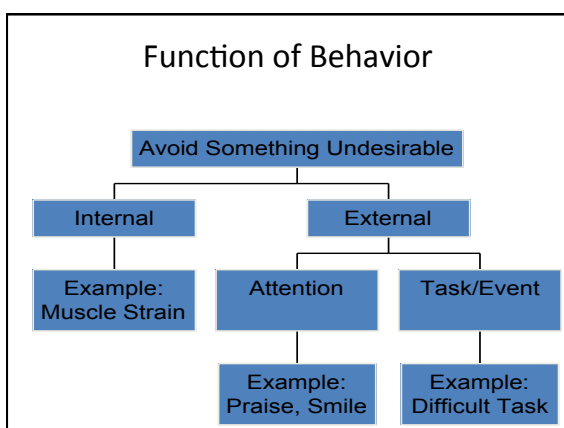 Function of Behavior
Avoid Something Undesirable
Internal
External
Example:
Muscle Strain
Attention
Task/Event
Example:
Praise, Smile
Example:
Difficult Task